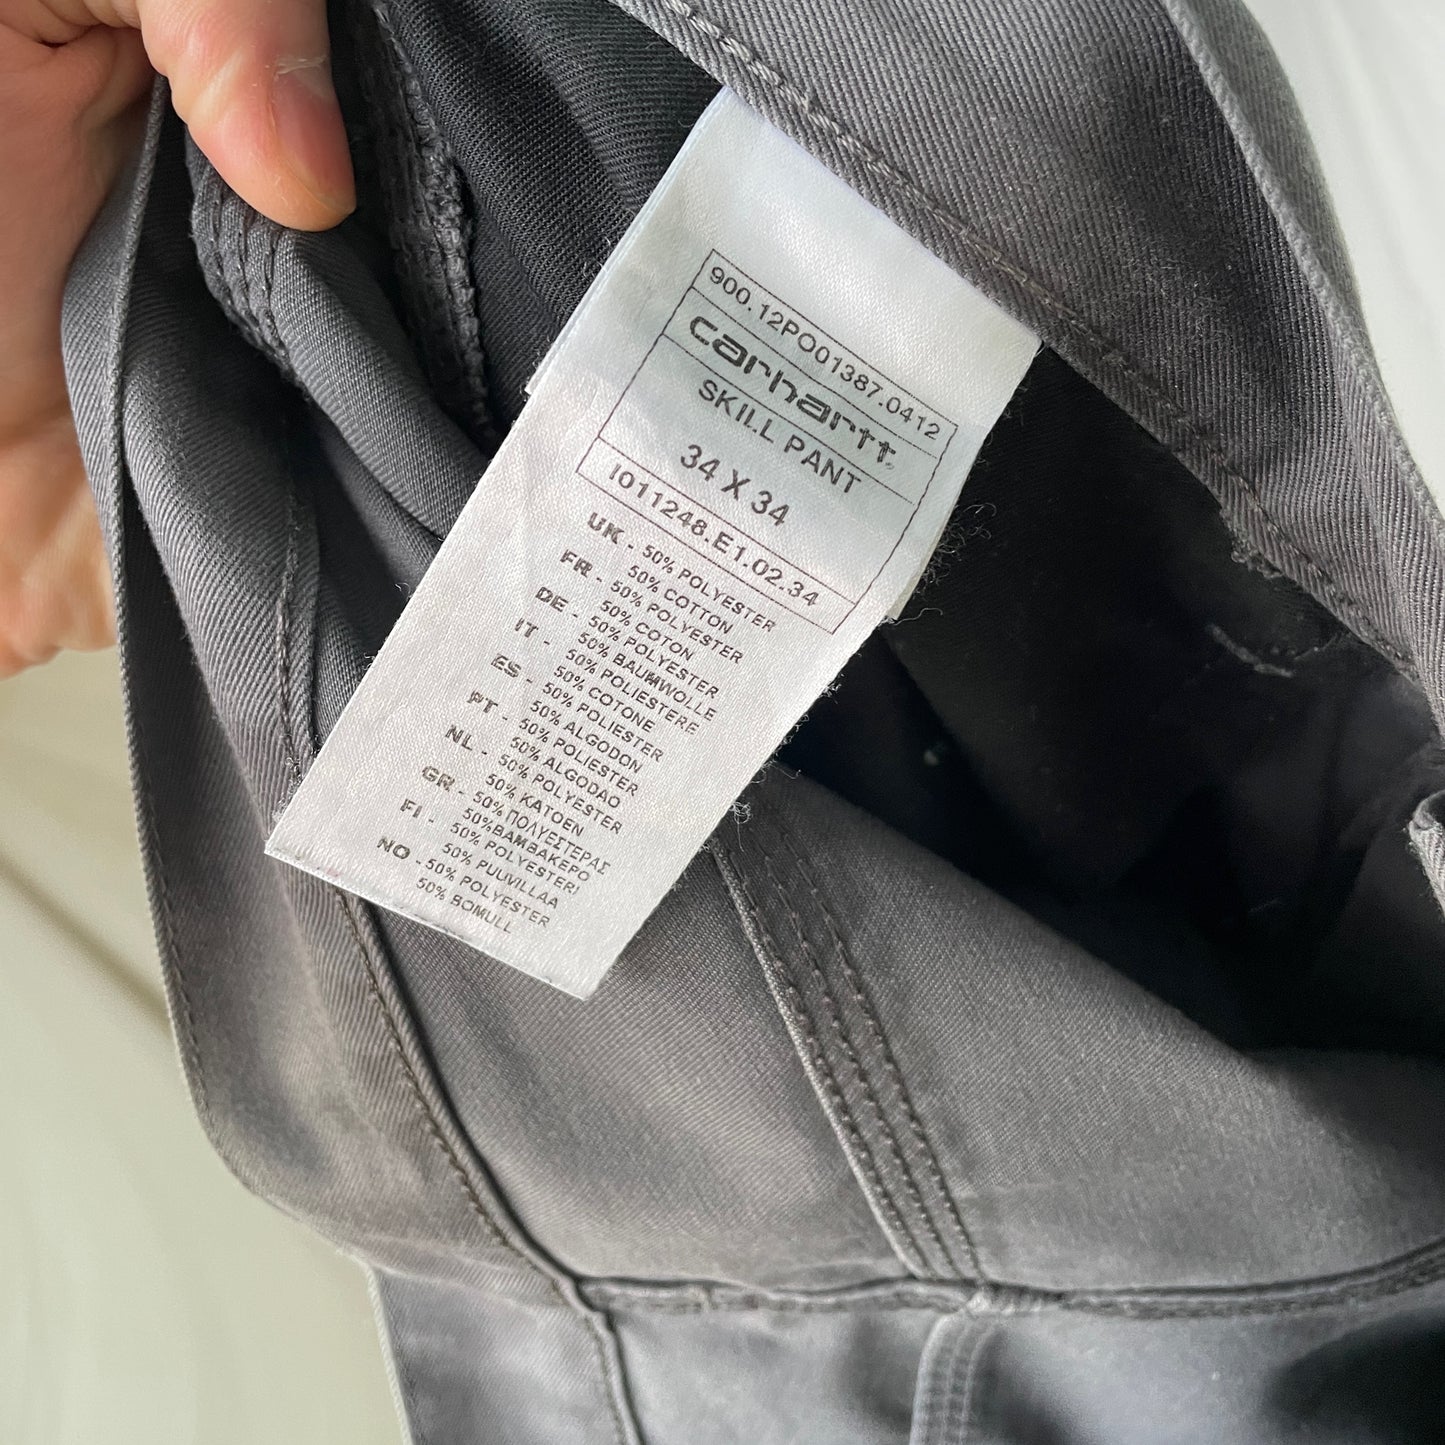 900.12PO01387.0412
carhartt
SKILL PANT
34 X 34
I011248.E1.02.34
UK - 50% POLYESTER
50% COTTON
FR - 50% POLYESTER
50% COTON
DE - 50% POLYESTER
50% BAUMWOLLE
IT - 50% POLIESTERE
50% COTONE
ES - 50% POLIESTER
50% ALGODON
PT - 50% POLIESTER
50% ALGODAO
NL - 50% POLYESTER
50% KATOEN
GR - 50% ΠΟΛΥΕΣΤΕΡΑΣ
50%ΒΑΜΒΑΚΕΡΟ
FI - 50% POLYESTERI
50% PUUVILLAA
NO - 50% POLYESTER
50% BOMULL